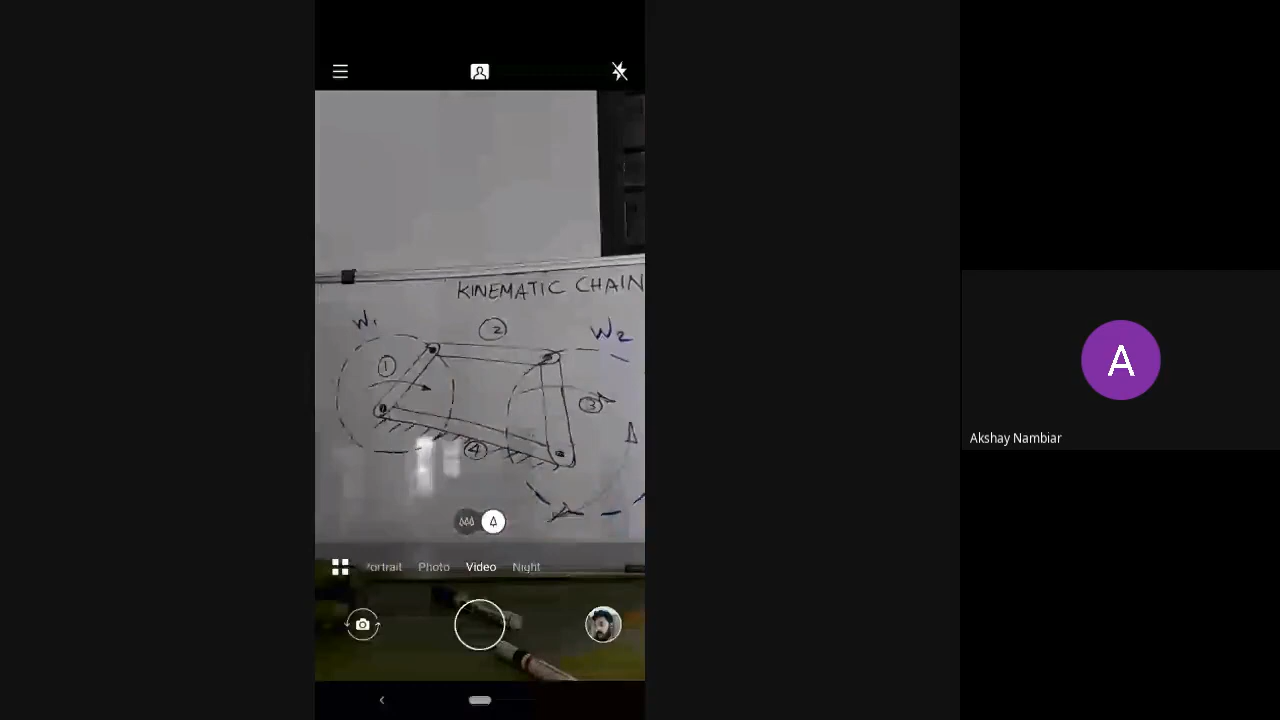 KINEMATIC CHAIN
W1
2
W2
1
3
4
Portrait Photo Video Night
A
Akshay Nambiar